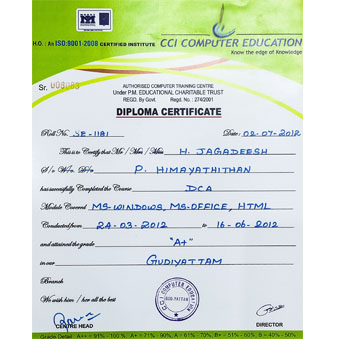 H.O.: An ISO:9001-2008 CERTIFIED INSTITUTE
CCI COMPUTER EDUCATION
Know the edge of Knowledge
Sr.
AUTHORISED COMPUTER TRAINING CENTRE
Under P.M. EDUCATIONAL CHARITABLE TRUST
REGD. By Govt. Regd. No.: 274/2001
DIPLOMA CERTIFICATE
Roll No. SE-1181 Date: 02-07-2012
This is to Certify that Mr / Mrs / Miss H. JAGADEESH
S/o W/o. D/o. P. HIMAYATHITHAN
has succesfully Completed the Course DCA
Module Covered MS-WINDOWS, MS-OFFICE, HTML
Conducted from 24-03-2012 to 16-06-2012
and attained the grade "A+"
in our GUDIYATTAM
Branch
We wish him / her all the best
C.C.I. COMPUTER EDUCATION
GUDIYATTAM
CENTRE HEAD DIRECTOR
Grade Detail : A++ = 91% - 100% A+ = 71% - 90%, A = 61% - 70% B+ = 51% - 60% B = 40% - 50%